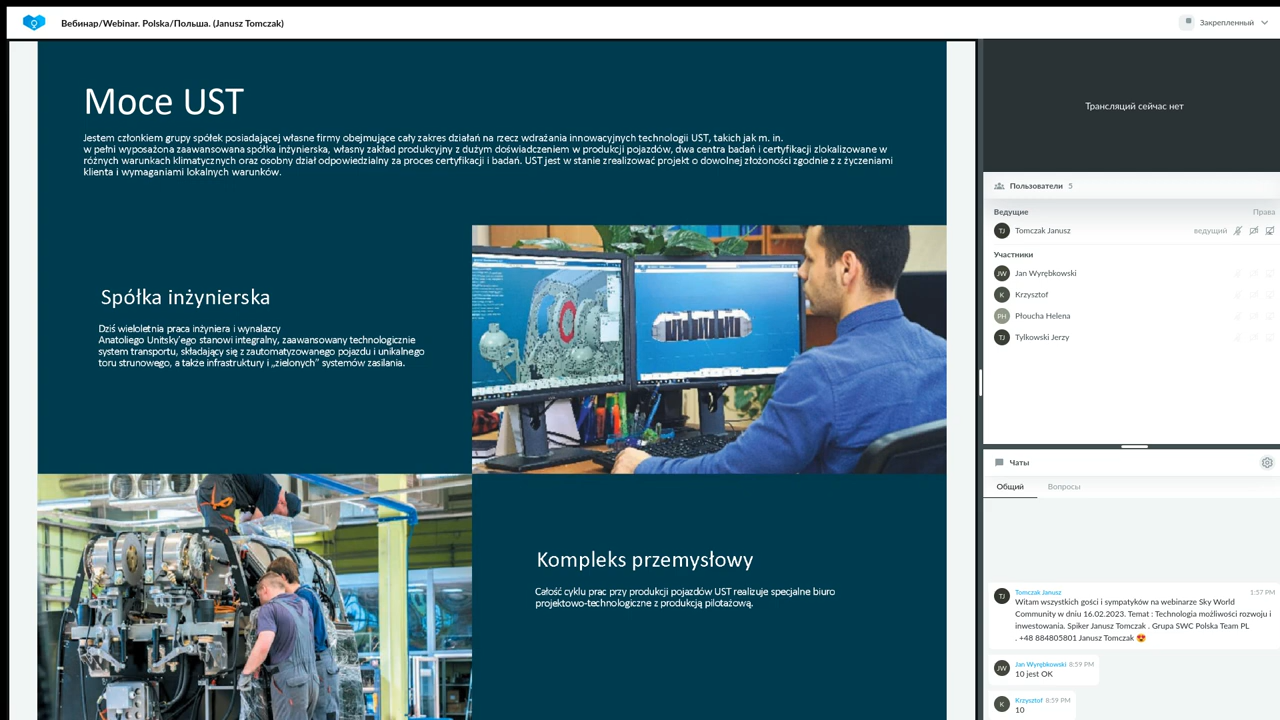 Вебинар/Webinar. Polska/Польша. (Janusz Tomczak)
Закрепленный
Moce UST
Jestem członkiem grupy spółek posiadającej własne firmy obejmujące cały zakres działań na rzecz wdrażania innowacyjnych technologii UST, takich jak m. in.
w pełni wyposażona zaawansowana spółka inżynierska, własny zakład produkcyjny z dużym doświadczeniem w produkcji pojazdów, dwa centra badań i certyfikacji zlokalizowane w
różnych warunkach klimatycznych oraz osobny dział odpowiedzialny za proces certyfikacji i badań. UST jest w stanie zrealizować projekt o dowolnej złożoności zgodnie z z życzeniami
klienta i wymaganiami lokalnych warunków.
Spółka inżynierska
Dziś wieloletnia praca inżyniera i wynalazcy
Anatoliego Unitsky'ego stanowi integralny, zaawansowany technologicznie
system transportu, składający się z zautomatyzowanego pojazdu i unikalnego
toru strunowego, a także infrastruktury i „zielonych” systemów zasilania.
Kompleks przemysłowy
Całość cyklu prac przy produkcji pojazdów UST realizuje specjalne biuro
projektowo-technologiczne z produkcją pilotażową.
Трансляций сейчас нет
Пользователи 5
Ведущие Права
TJ Tomczak Janusz ведущий
Участники
JW Jan Wyrębkowski
K Krzysztof
PH Płoucha Helena
TJ Tylkowski Jerzy
Чаты
Общий Вопросы
TJ Tomczak Janusz 1:57 PM
Witam wszystkich gości i sympatyków na webinarze Sky World
Community w dniu 16.02.2023. Temat : Technologia możliwości rozwoju i
inwestowania. Spiker Janusz Tomczak . Grupa SWC Polska Team PL
. +48 884805801 Janusz Tomczak 😍
JW Jan Wyrębkowski 8:59 PM
10 jest OK
K Krzysztof 8:59 PM
10